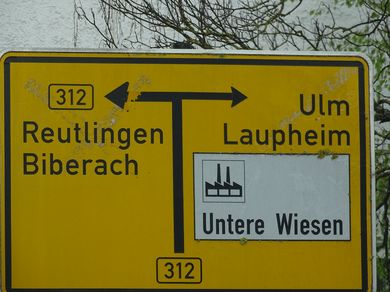 312
Reutlingen
Biberach
Ulm
Laupheim
Untere Wiesen
312